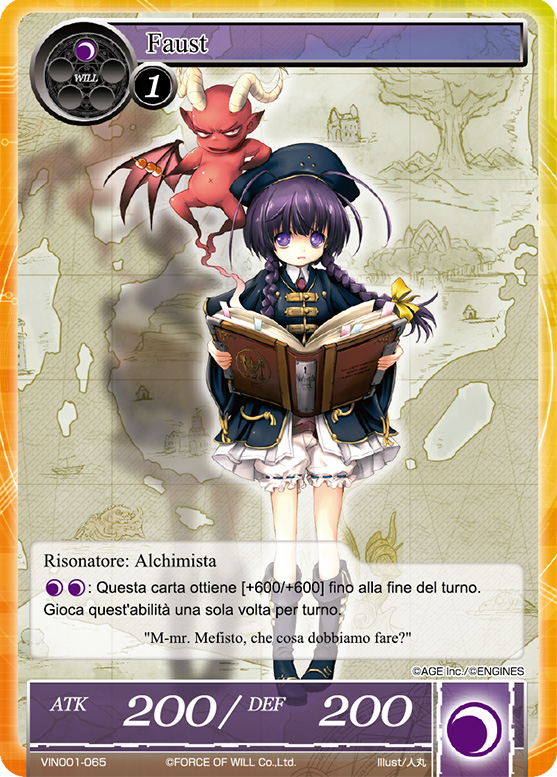 Faust
WILL
1
Risonatore: Alchimista
: Questa carta ottiene [+600/+600] fino alla fine del turno.
Gioca quest'abilità una sola volta per turno.
"M-mr. Mefisto, che cosa dobbiamo fare?"
©AGE Inc./©ENGINES
ATK 200 / DEF 200
VIN001-065 ©FORCE OF WILL Co.,Ltd. Illust/人丸